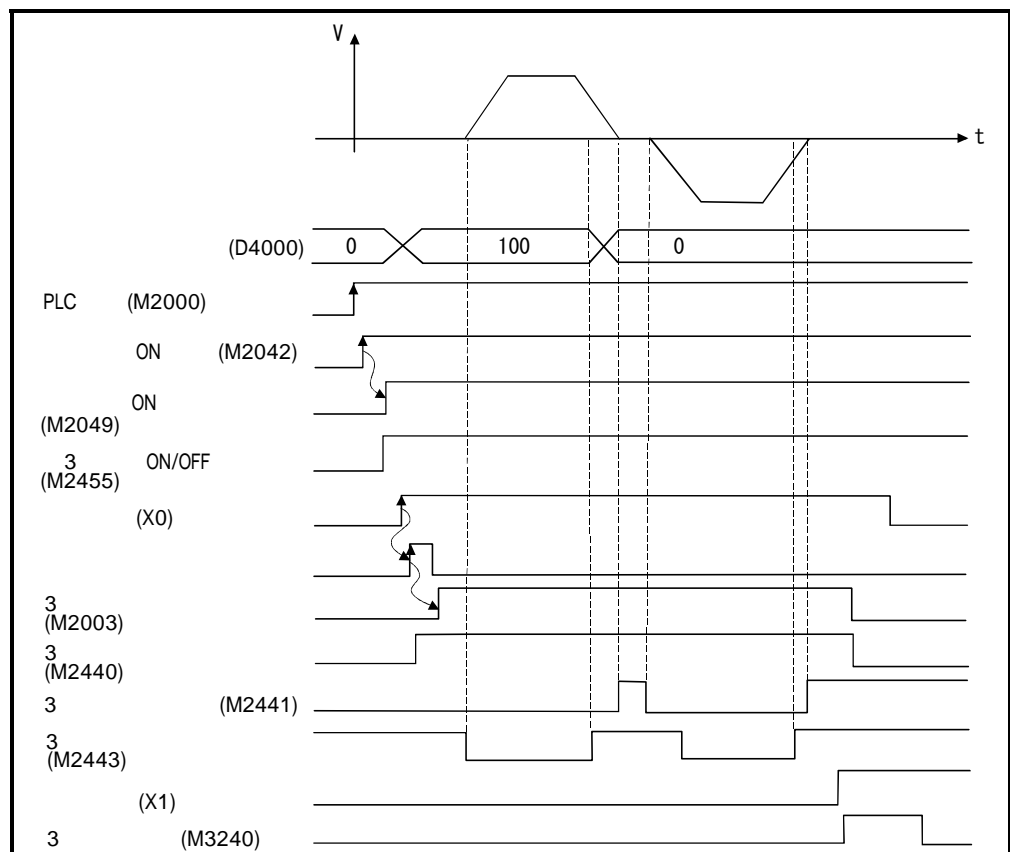 V
t
(D4000) 0 100 0
PLC (M2000)
ON (M2042)
ON
(M2049)
3 ON/OFF
(M2455)
(X0)
3
(M2003)
3
(M2440)
3 (M2441)
3
(M2443)
(X1)
3 (M3240)